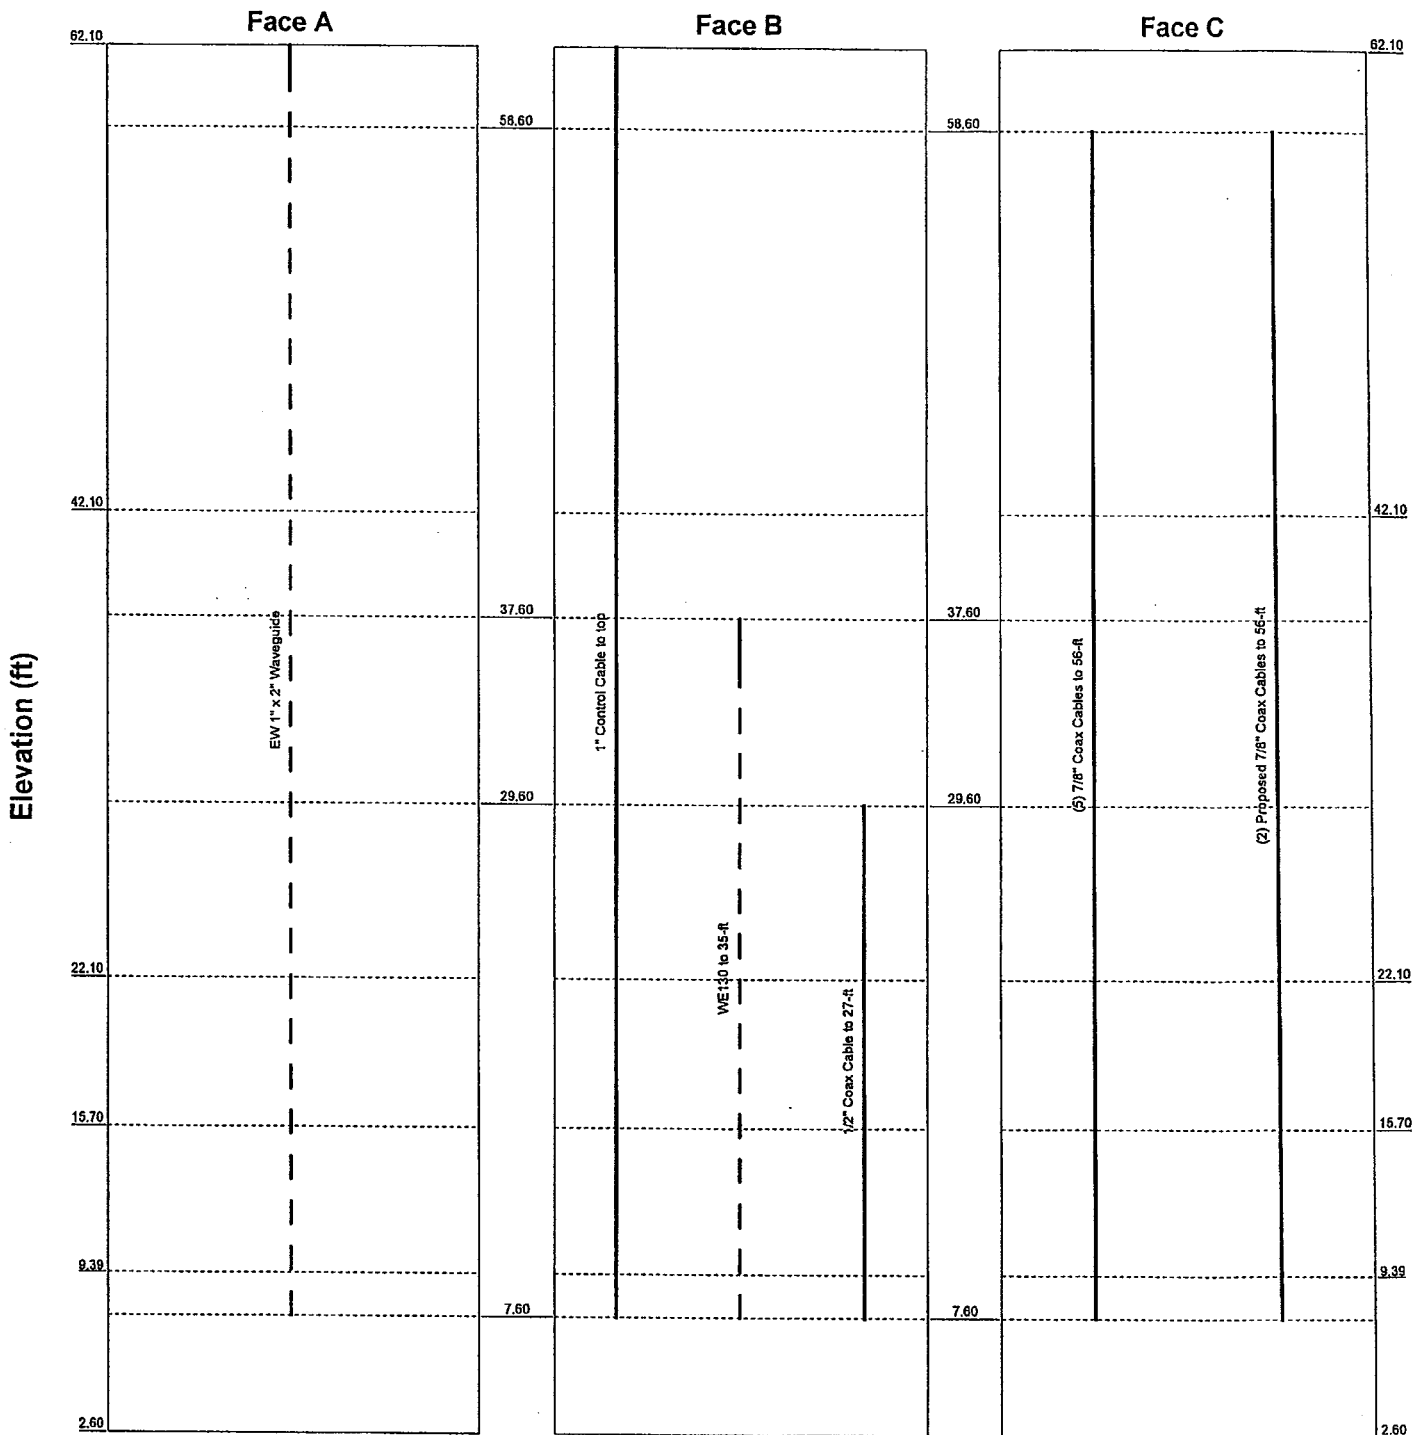 Face A
Face B
Face C
62.10
62.10
58.60
58.60
42.10
42.10
37.60
37.60
EW 1" x 2" Waveguide
1" Control Cable to top
(5) 7/8" Coax Cables to 56-ft
(2) Proposed 7/8" Coax Cables to 56-ft
Elevation (ft)
29.60
29.60
WE130 to 35-ft
22.10
22.10
1/2" Coax Cable to 27-ft
15.70
15.70
9.39
9.39
7.60
7.60
2.60
2.60